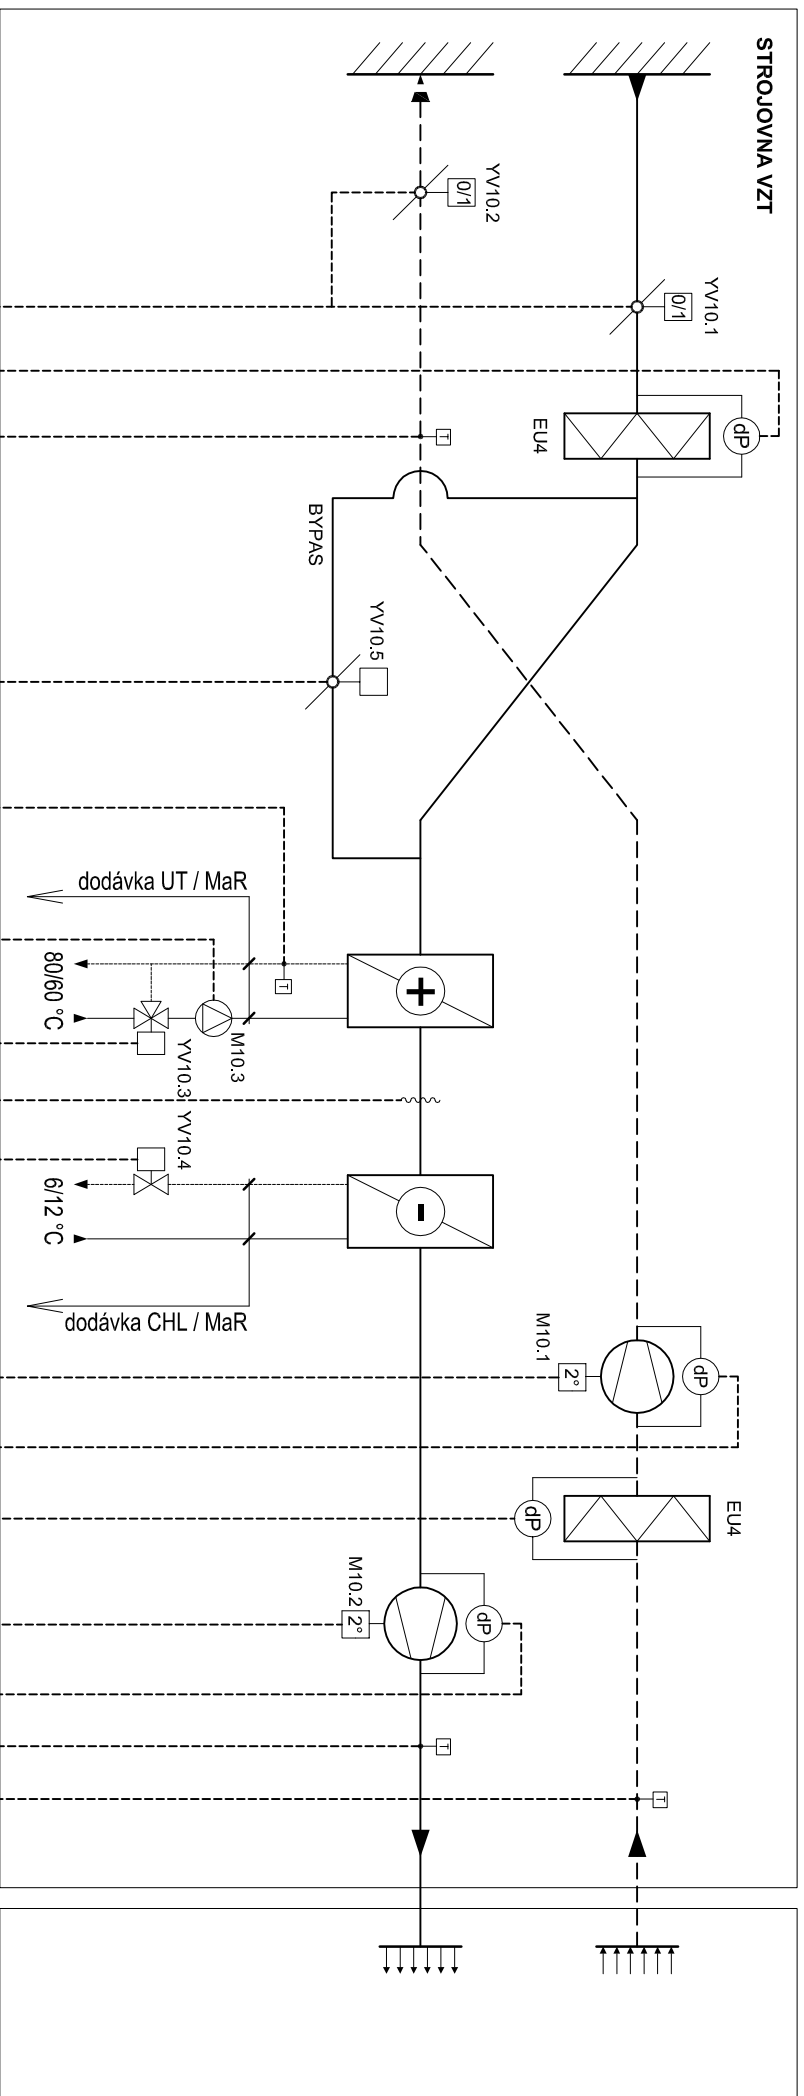 STROJOVNA VZT
YV10.2
0/1
YV10.1
0/1
dP
EU4
T
BYPAS
YV10.5
dodávka UT / MaR
80/60 °C
T
+
M10.3
YV10.3
YV10.4
6/12 °C
-
dodávka CHL / MaR
M10.1
2°
dP
EU4
dP
M10.2
2°
dP
T
T